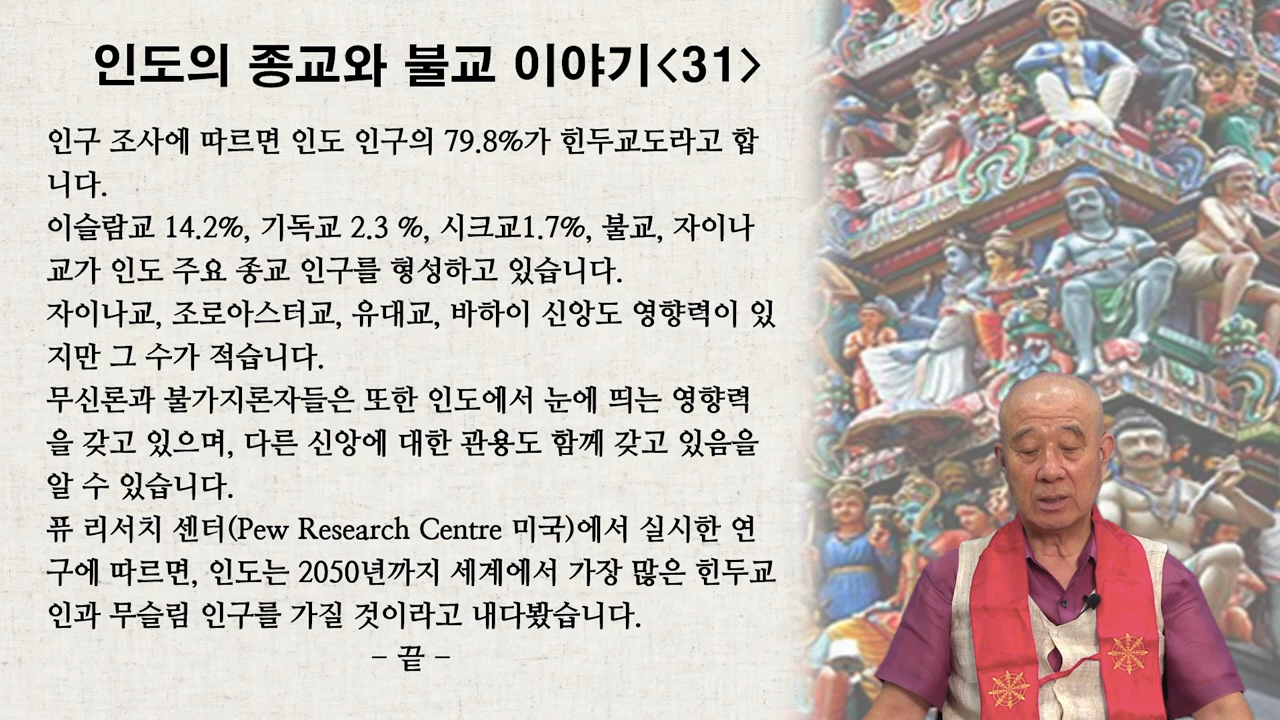 인도의 종교와 불교 이야기<31>
인구 조사에 따르면 인도 인구의 79.8%가 힌두교도라고 합
니다.
이슬람교 14.2%, 기독교 2.3 %, 시크교1.7%, 불교, 자이나
교가 인도 주요 종교 인구를 형성하고 있습니다.
자이나교, 조로아스터교, 유대교, 바하이 신앙도 영향력이 있
지만 그 수가 적습니다.
무신론과 불가지론자들은 또한 인도에서 눈에 띄는 영향력
을 갖고 있으며, 다른 신앙에 대한 관용도 함께 갖고 있음을
알 수 있습니다.
퓨 리서치 센터(Pew Research Centre 미국)에서 실시한 연
구에 따르면, 인도는 2050년까지 세계에서 가장 많은 힌두교
인과 무슬림 인구를 가질 것이라고 내다봤습니다.
– 끝 –